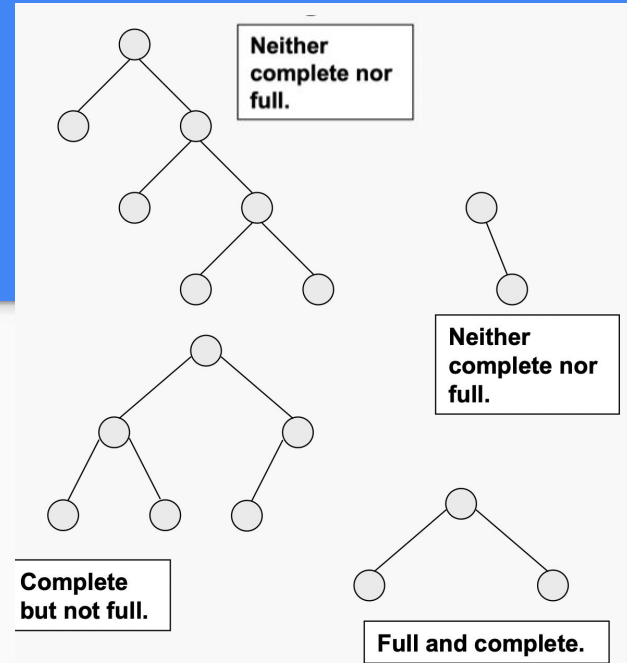 Neither
complete nor
full.
Neither
complete nor
full.
Complete
but not full.
Full and complete.